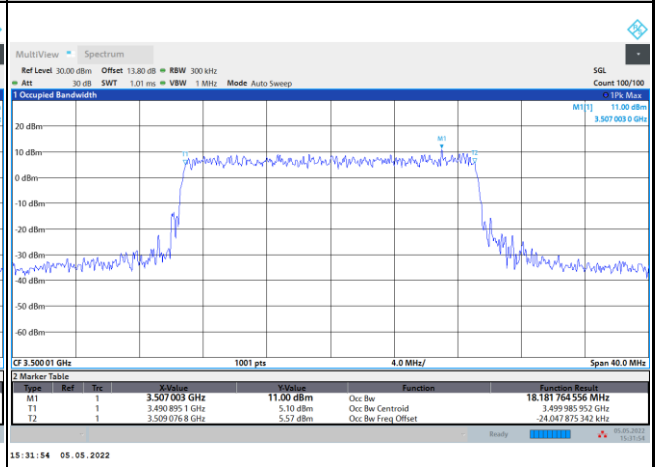 MultiView Spectrum
Ref Level 30.00 dBm Offset 13.80 dB RBW 300 kHz SGL
Att 30 dB SWT 1.01 ms VBW 1 MHz Mode Auto Sweep Count 100/100
1 Occupied Bandwidth 1Pk Max
M1[1] 11.00 dBm
3.507 003 0 GHz
20 dBm
M1
10 dBm
T1 T2
0 dBm
-10 dBm
-20 dBm
-30 dBm
-40 dBm
-50 dBm
-60 dBm
CF 3.500 01 GHz 1001 pts 4.0 MHz/ Span 40.0 MHz
2 Marker Table
Type Ref Trc X-Value Y-Value Function Function Result
M1 1 3.507 003 GHz 11.00 dBm Occ Bw 18.181 764 556 MHz
T1 1 3.490 895 1 GHz 5.10 dBm Occ Bw Centroid 3.499 985 952 GHz
T2 1 3.509 076 8 GHz 5.57 dBm Occ Bw Freq Offset -24.047 875 342 kHz
Ready 05.05.2022
15:31:54
15:31:54 05.05.2022